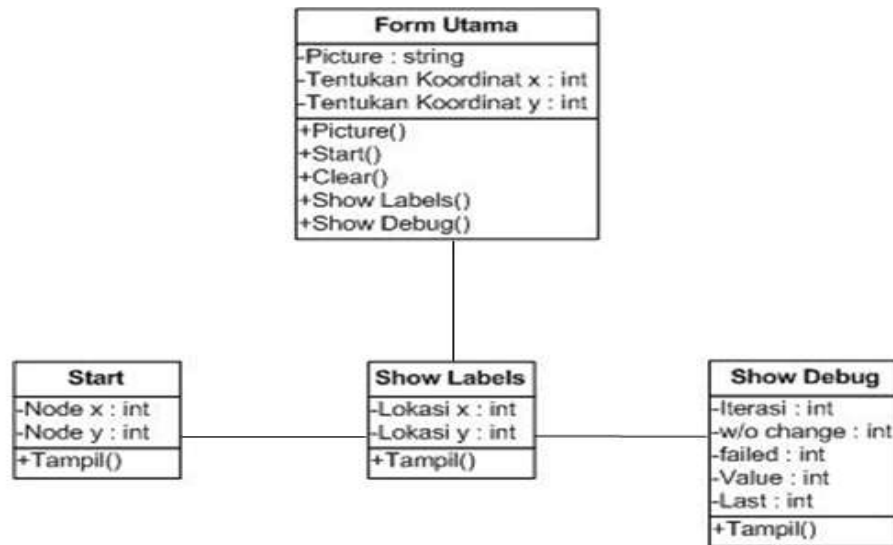 Form Utama
-Picture : string
-Tentukan Koordinat x : int
-Tentukan Koordinat y : int
+Picture()
+Start()
+Clear()
+Show Labels()
+Show Debug()
Start
-Node x : int
-Node y : int
+Tampil()
Show Labels
-Lokasi x : int
-Lokasi y : int
+Tampil()
Show Debug
-Iterasi : int
-w/o change : int
-failed : int
-Value : int
-Last : int
+Tampil()